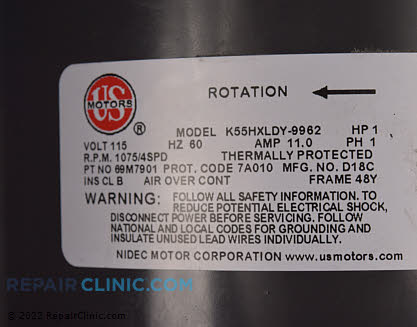 US
MOTORS
®
ROTATION
MODEL K55HXLDY-9962 HP 1
VOLT 115 HZ 60 AMP 11.0 PH 1
R.P.M. 1075/4SPD THERMALLY PROTECTED
PT NO 69M7901 PROT. CODE 7A010 MFG. NO. D18C
INS CL B AIR OVER CONT FRAME 48Y
WARNING: FOLLOW ALL SAFETY INFORMATION. TO
REDUCE POTENTIAL ELECTRICAL SHOCK,
DISCONNECT POWER BEFORE SERVICING. FOLLOW
NATIONAL AND LOCAL CODES FOR GROUNDING AND
INSULATE UNUSED LEAD WIRES INDIVIDUALLY.
NIDEC MOTOR CORPORATION www.usmotors.com
REPAIR CLINIC.COM
© 2022 RepairClinic.com